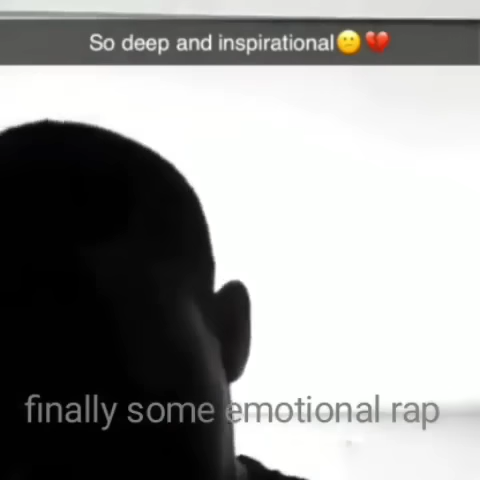 So deep and inspirational😕💔
finally some emotional rap